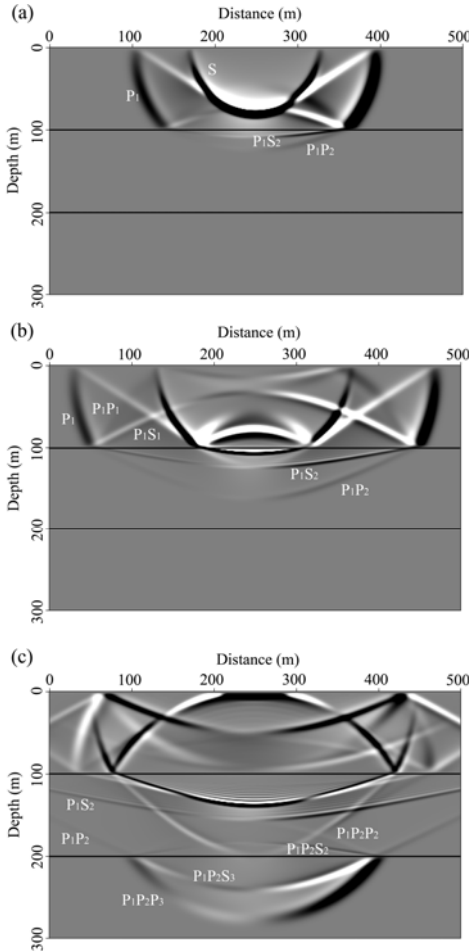 (a)
Distance (m)
0 100 200 300 400 500
Depth (m)
0
100
200
300
S
P₁
P₁S₂
P₁P₂
(b)
Distance (m)
0 100 200 300 400 500
Depth (m)
0
100
200
300
P₁
P₁P₁
P₁S₁
P₁S₂
P₁P₂
(c)
Distance (m)
0 100 200 300 400 500
Depth (m)
0
100
200
300
P₁S₂
P₁P₂
P₁P₂P₂
P₁P₂S₂
P₁P₂S₃
P₁P₂P₃